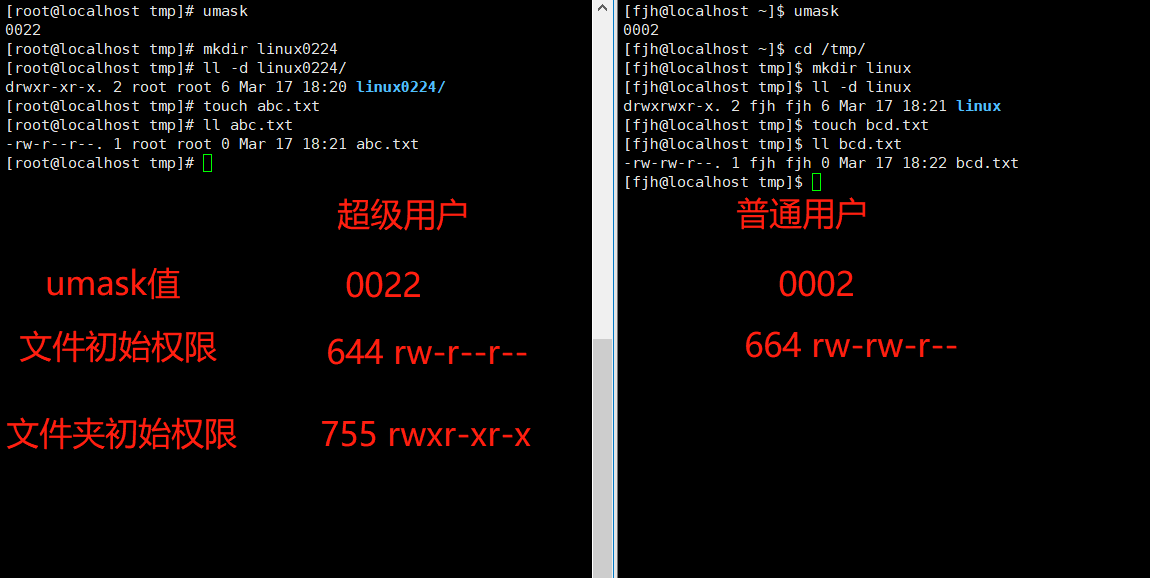 [root@localhost tmp]# umask
0022
[root@localhost tmp]# mkdir linux0224
[root@localhost tmp]# ll -d linux0224/
drwxr-xr-x. 2 root root 6 Mar 17 18:20 linux0224/
[root@localhost tmp]# touch abc.txt
[root@localhost tmp]# ll abc.txt
-rw-r--r--. 1 root root 0 Mar 17 18:21 abc.txt
[root@localhost tmp]#
[fjh@localhost ~]$ umask
0002
[fjh@localhost ~]$ cd /tmp/
[fjh@localhost tmp]$ mkdir linux
[fjh@localhost tmp]$ ll -d linux
drwxrwxr-x. 2 fjh fjh 6 Mar 17 18:21 linux
[fjh@localhost tmp]$ touch bcd.txt
[fjh@localhost tmp]$ ll bcd.txt
-rw-rw-r--. 1 fjh fjh 0 Mar 17 18:22 bcd.txt
[fjh@localhost tmp]$
超级用户 普通用户
umask值 0022 0002
文件初始权限 644 rw-r--r-- 664 rw-rw-r--
文件夹初始权限 755 rwxr-xr-x